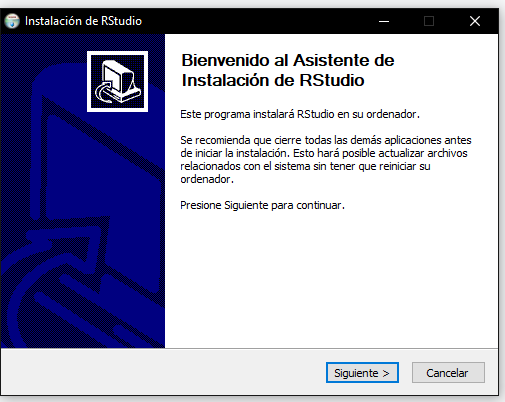 Instalación de RStudio
Bienvenido al Asistente de
Instalación de RStudio
Este programa instalará RStudio en su ordenador.
Se recomienda que cierre todas las demás aplicaciones antes
de iniciar la instalación. Esto hará posible actualizar archivos
relacionados con el sistema sin tener que reiniciar su
ordenador.
Presione Siguiente para continuar.
Siguiente >
Cancelar